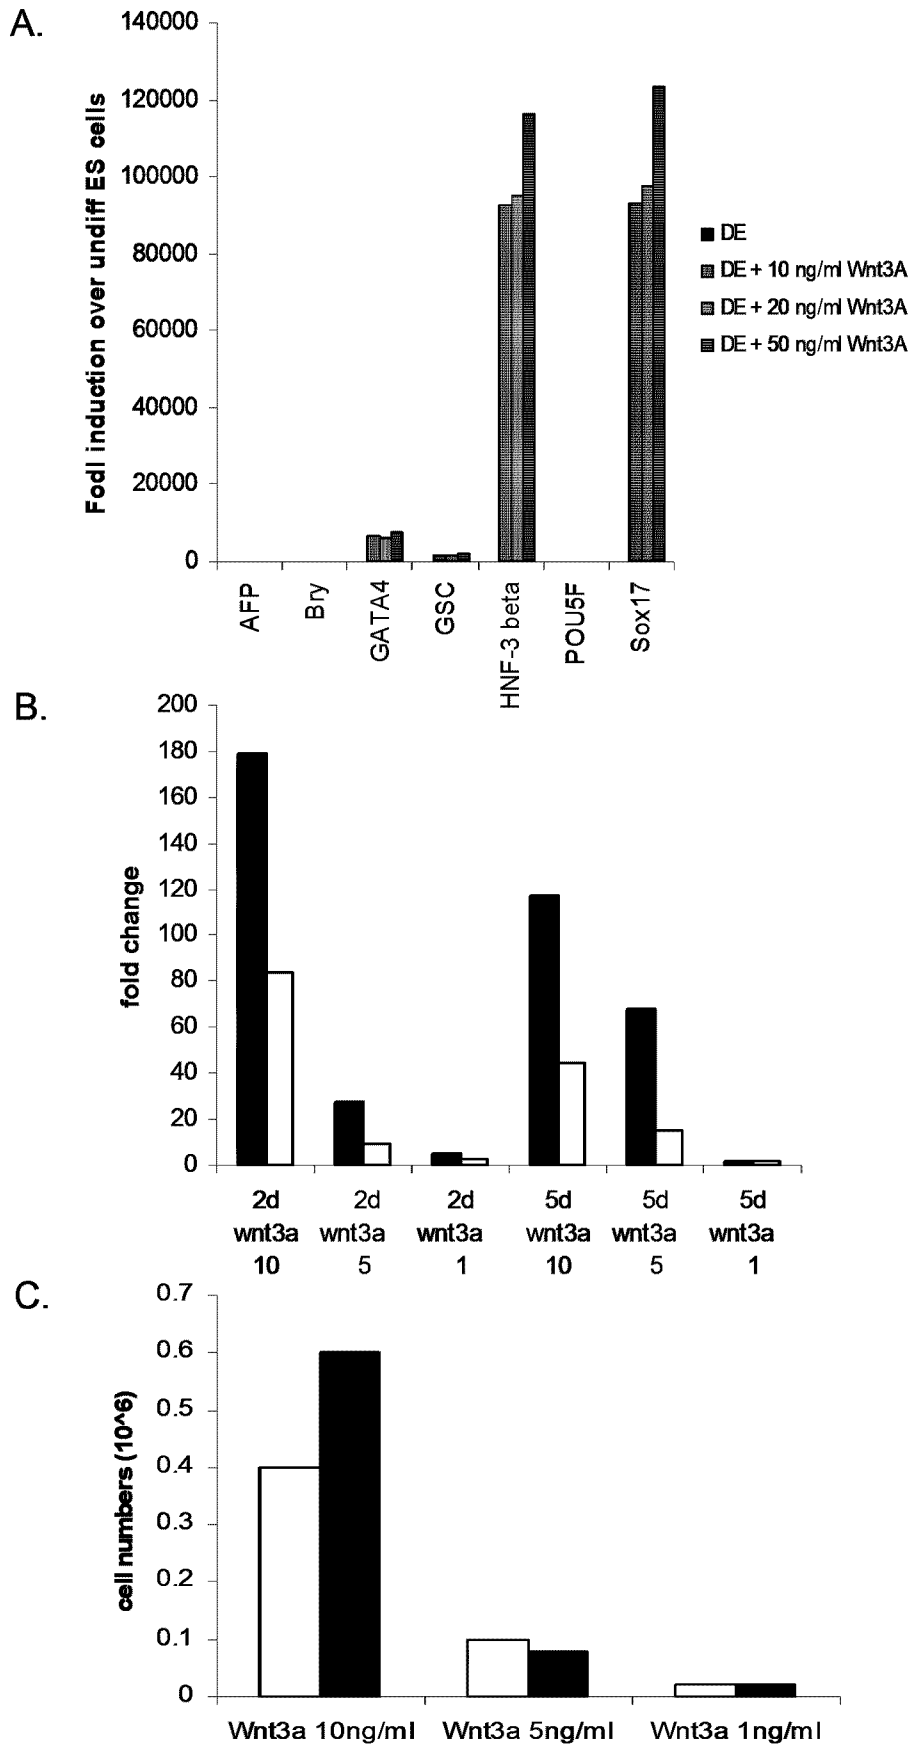 A.
Fodl induction over undiff ES cells
140000
120000
100000
80000
60000
40000
20000
0
AFP
Bry
GATA4
GSC
HNF-3 beta
POU5F
Sox17
DE
DE + 10 ng/ml Wnt3A
DE + 20 ng/ml Wnt3A
DE + 50 ng/ml Wnt3A
B.
fold change
200
180
160
140
120
100
80
60
40
20
0
2d wnt3a 10
2d wnt3a 5
2d wnt3a 1
5d wnt3a 10
5d wnt3a 5
5d wnt3a 1
C.
cell numbers (10^6)
0.7
0.6
0.5
0.4
0.3
0.2
0.1
0
Wnt3a 10ng/ml
Wnt3a 5ng/ml
Wnt3a 1ng/ml